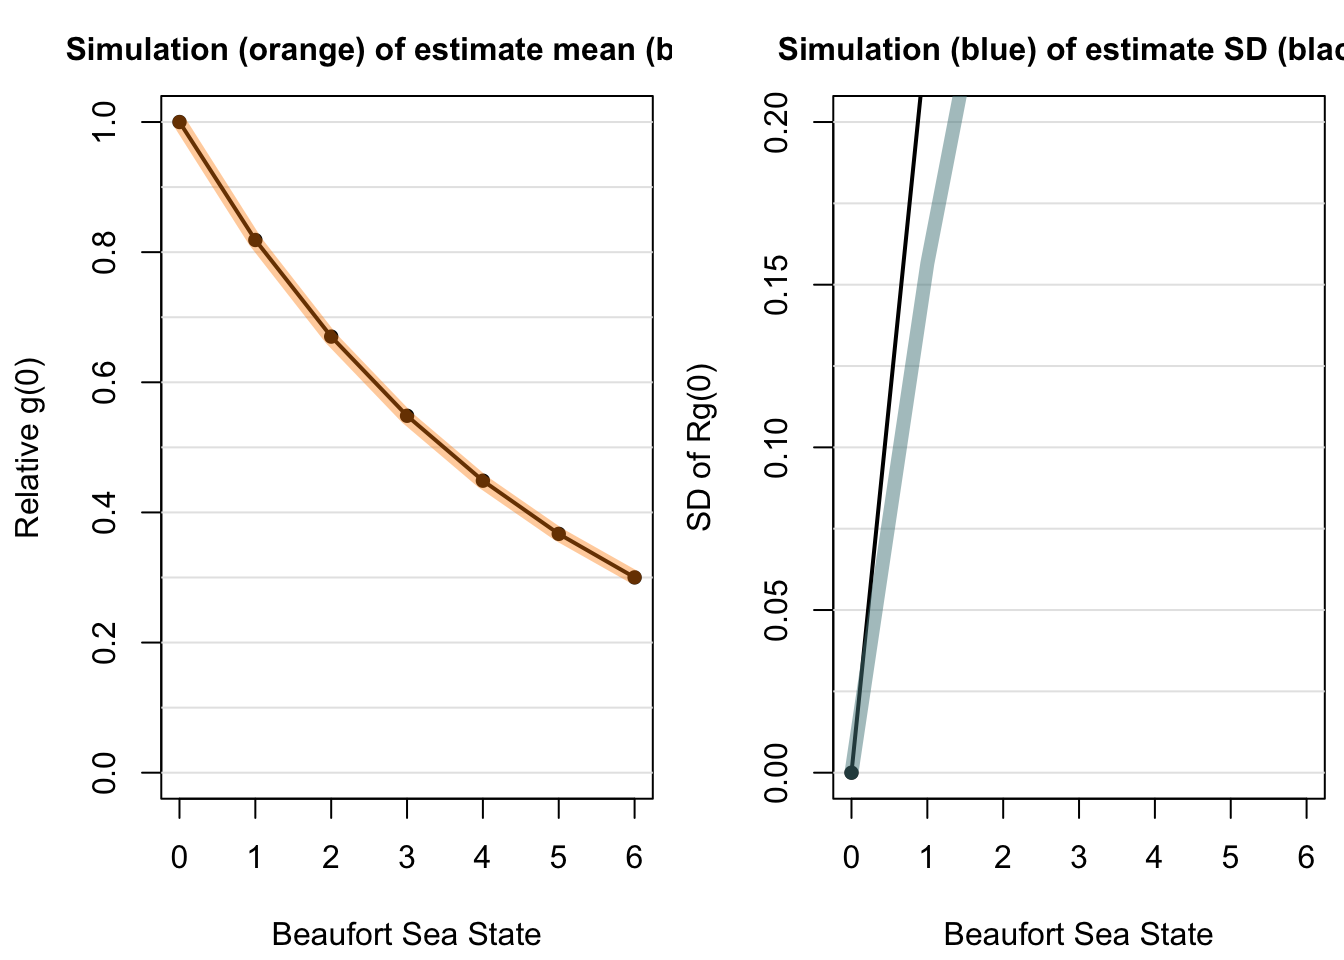 Simulation (orange) of estimate mean (b
Relative g(0)
1.0
0.8
0.6
0.4
0.2
0.0
0 1 2 3 4 5 6
Beaufort Sea State
Simulation (blue) of estimate SD (blac
SD of Rg(0)
0.20
0.15
0.10
0.05
0.00
0 1 2 3 4 5 6
Beaufort Sea State